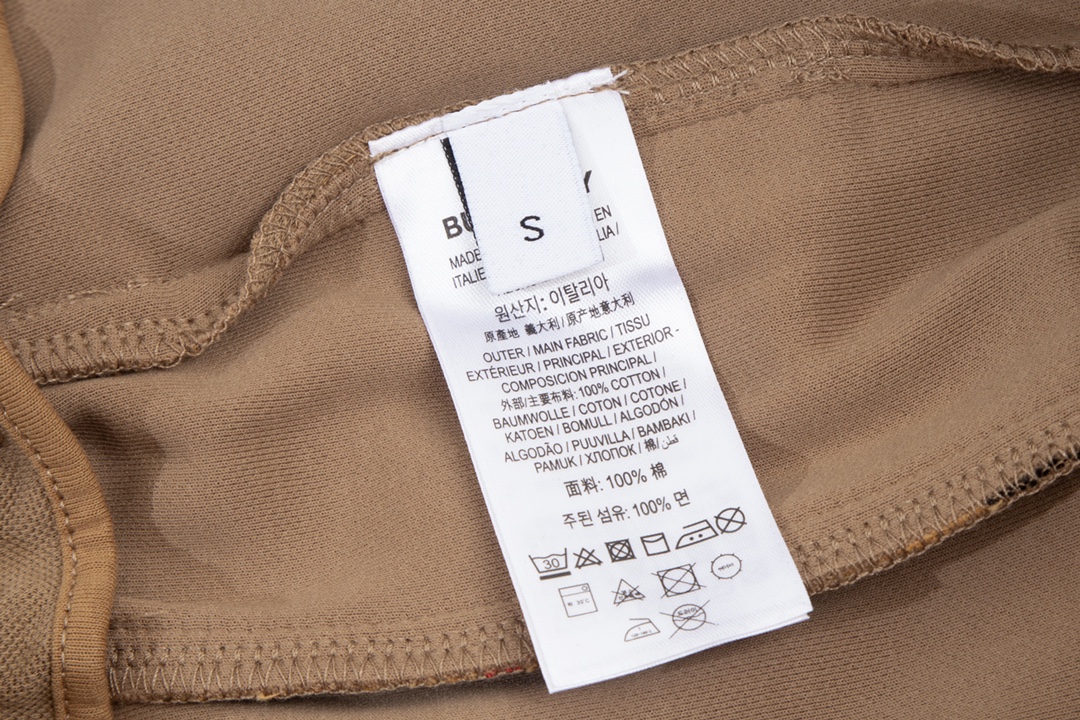 S
BU Y
MADE EN
ITALIE LIA /
원산지: 이탈리아
原產地 義大利/原产地意大利
OUTER / MAIN FABRIC / TISSU
EXTÉRIEUR / PRINCIPAL / EXTERIOR -
COMPOSICION PRINCIPAL /
外部/主要布料:100% COTTON /
BAUMWOLLE / COTON / COTONE /
KATOEN / BOMULL / ALGODÓN /
ALGODÃO / PUUVILLA / BAMBAKI /
PAMUK / ХЛОПОК / 棉/ قطن
面料: 100% 棉
주된 섬유: 100% 면
30